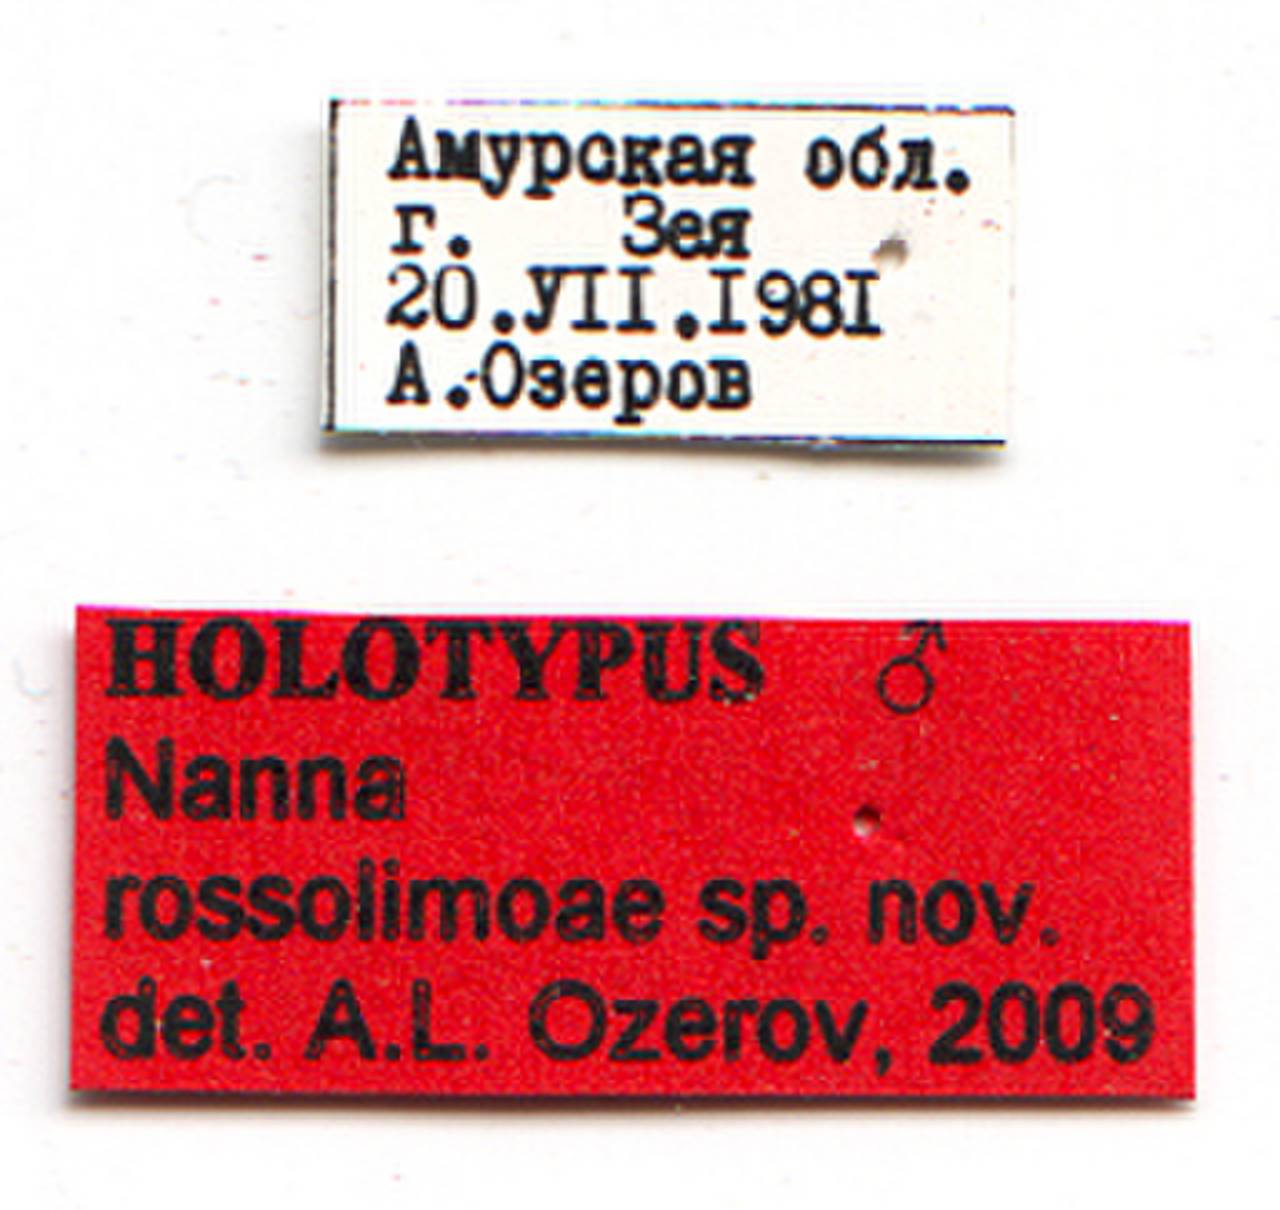 Амурская обл.
г. Зея
20.УII.I98I
А.Озеров
HOLOTYPUS ♂
Nanna
rossolimoae sp. nov.
det. A.L. Ozerov, 2009